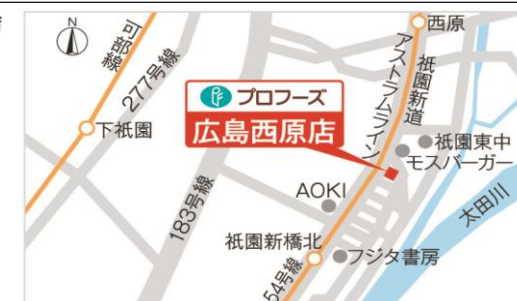 N
可部線
277号線
西原
祇園新道
アストラムライン
プロフーズ
広島西原店
下祇園
祇園東中
モスバーガー
AOKI
183号線
太田川
祇園新橋北
フジタ書房
54号線